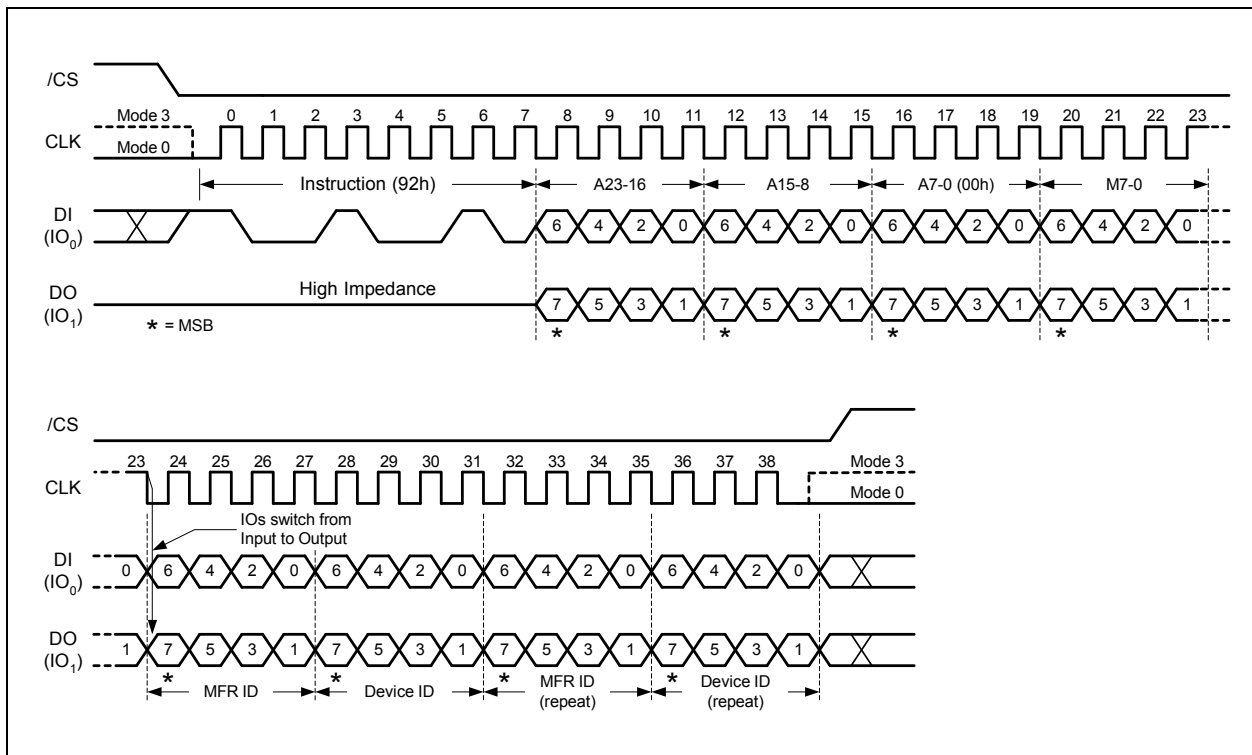 /CS
Mode 3
0 1 2 3 4 5 6 7 8 9 10 11 12 13 14 15 16 17 18 19 20 21 22 23
CLK
Mode 0
Instruction (92h) A23-16 A15-8 A7-0 (00h) M7-0
DI
(IO0)
6 4 2 0 6 4 2 0 6 4 2 0 6 4 2 0
High Impedance
DO
(IO1)
7 5 3 1 7 5 3 1 7 5 3 1 7 5 3 1
* = MSB
* * * *
/CS
23 24 25 26 27 28 29 30 31 32 33 34 35 36 37 38
Mode 3
CLK
Mode 0
IOs switch from
Input to Output
DI
(IO0)
0 6 4 2 0 6 4 2 0 6 4 2 0 6 4 2 0
DO
(IO1)
1 7 5 3 1 7 5 3 1 7 5 3 1 7 5 3 1
* * * *
MFR ID Device ID MFR ID
(repeat)
Device ID
(repeat)